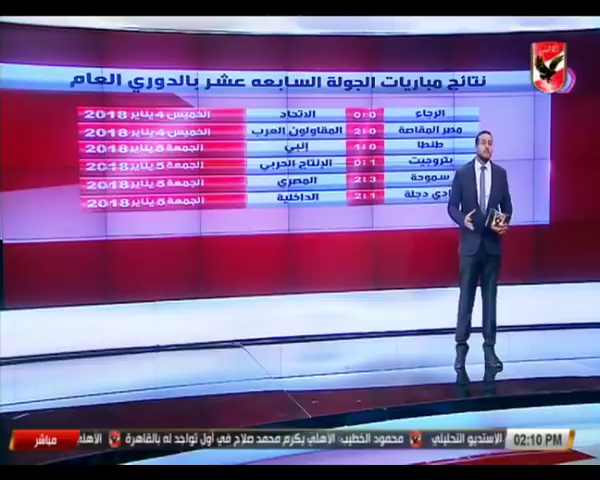 نتائج مباريات الجولة السابعه عشر بالدوري العام
الرجاء 0:0 الاتحاد الخميس 4 يناير 2018
مصر المقاصة 2:0 المقاولون العرب الخميس 4 يناير 2018
طنطا 1:0 إنبي الجمعة 5 يناير 2018
بتروجيت 0:1 الإنتاج الحربي الجمعة 5 يناير 2018
سموحة 2:3 المصري الجمعة 5 يناير 2018
دجلة 2:1 الداخلية الجمعة 5 يناير 2018
02:10 PM الأستديو التحليلي محمود الخطيب: الأهلي يكرم محمد صلاح في أول تواجد له بالقاهرة الأهلي مباشر